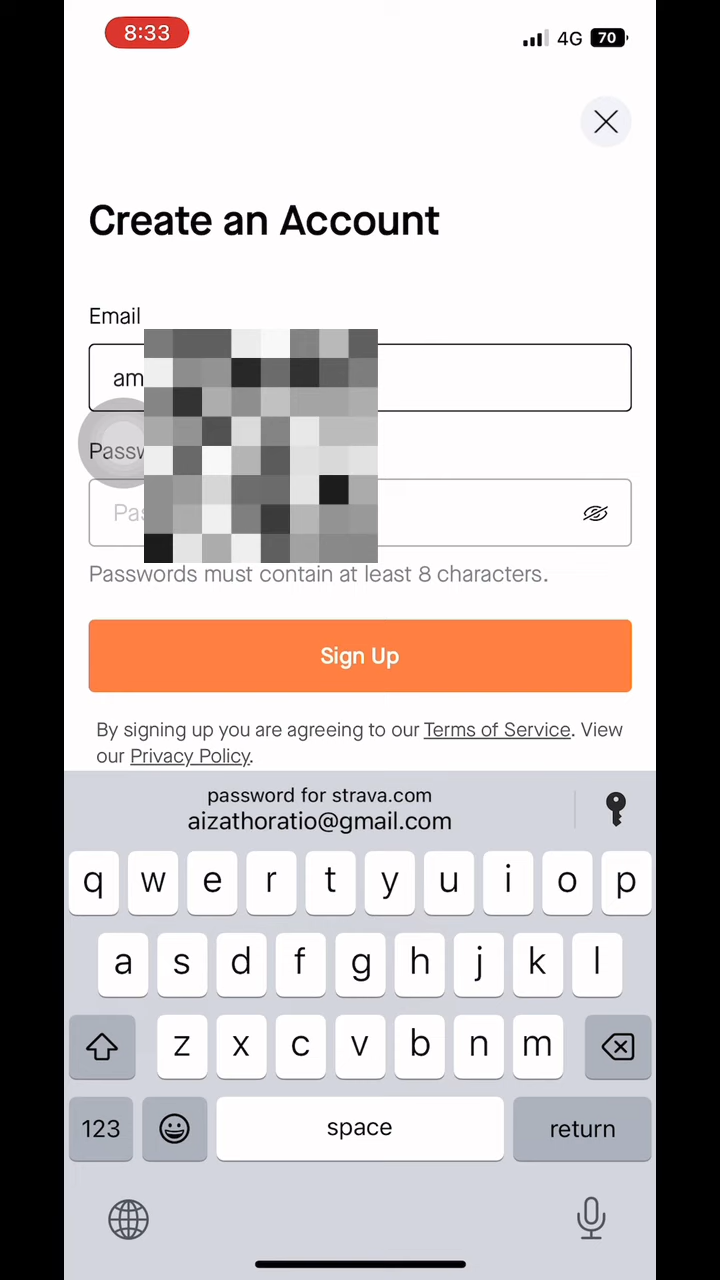 8:33
4G 70
Create an Account
Email
am
Passw
Pas
Passwords must contain at least 8 characters.
Sign Up
By signing up you are agreeing to our Terms of Service. View
our Privacy Policy.
password for strava.com
aizathoratio@gmail.com
q w e r t y u i o p
a s d f g h j k l
z x c v b n m
123 space return